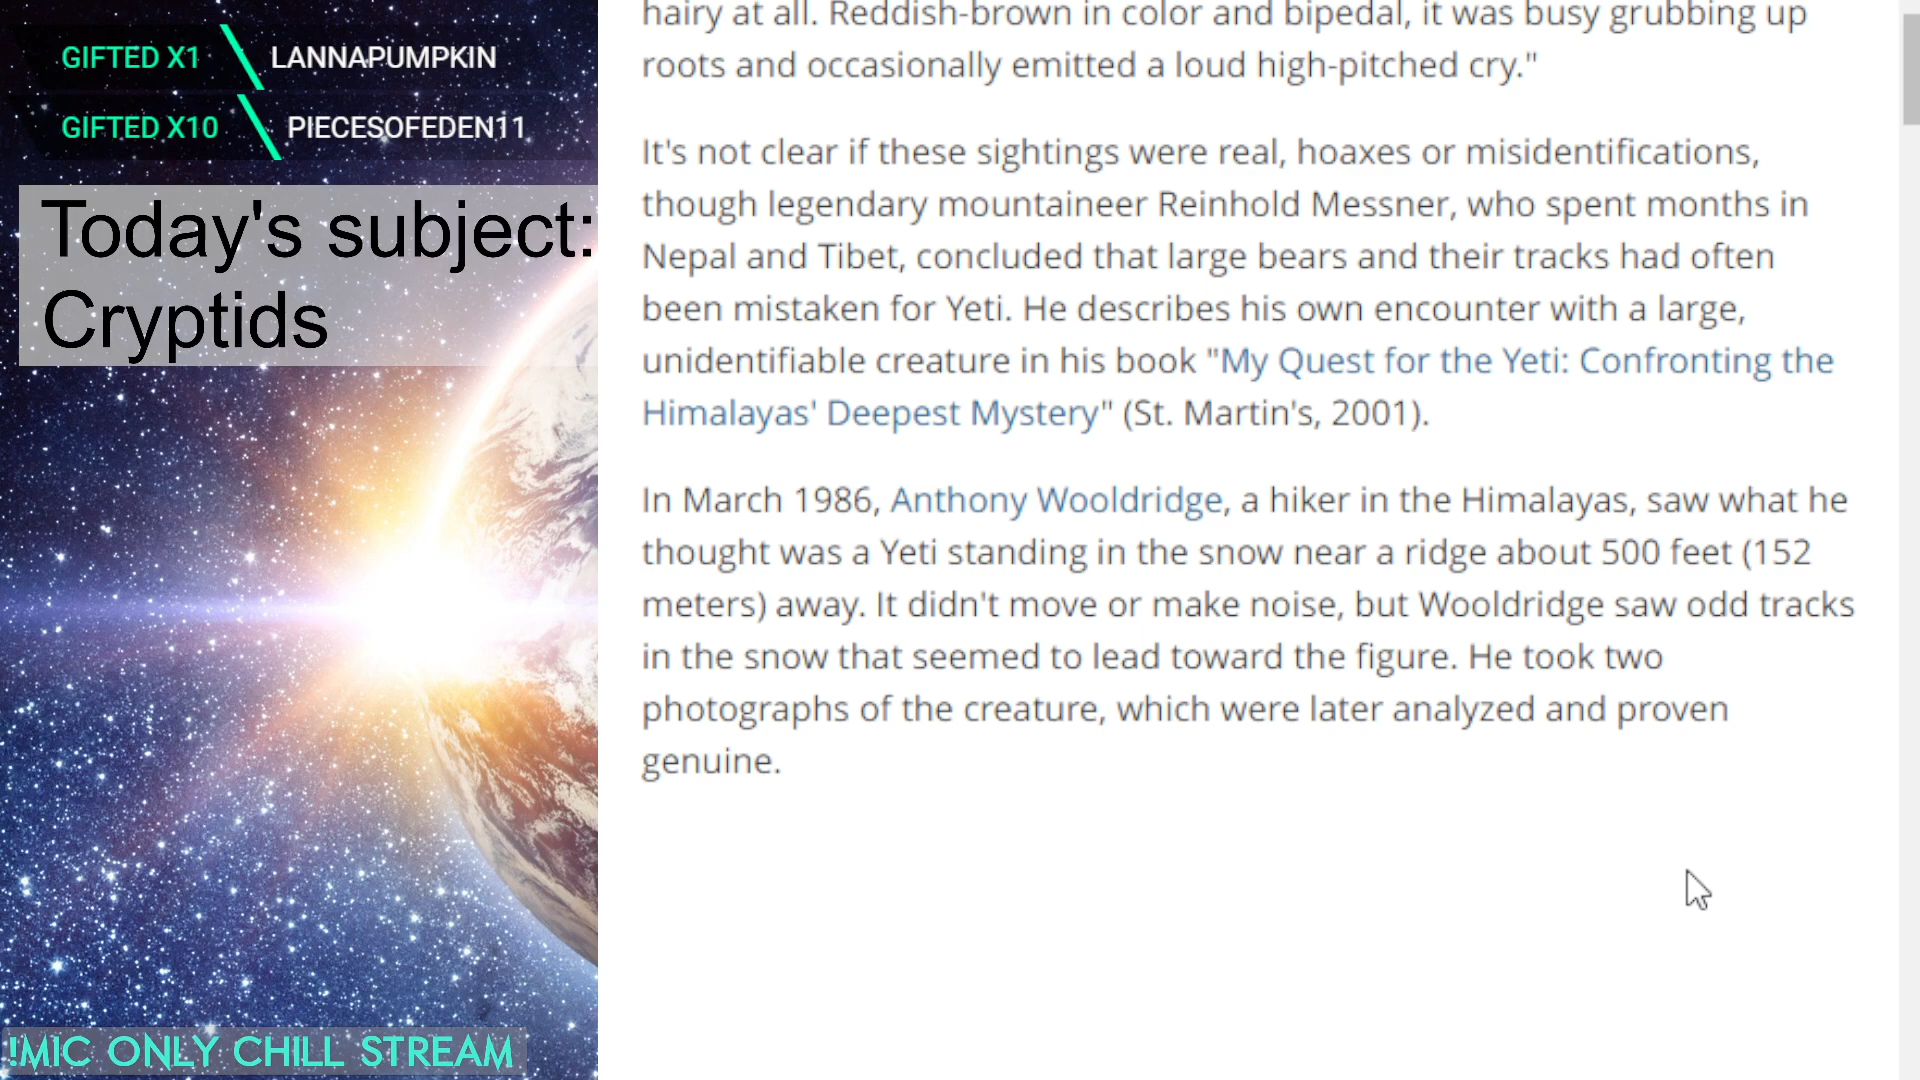 GIFTED X1 LANNAPUMPKIN
GIFTED X10 PIECESOFEDEN11
Today's subject:
Cryptids
!MIC ONLY CHILL STREAM
hairy at all. Reddish-brown in color and bipedal, it was busy grubbing up
roots and occasionally emitted a loud high-pitched cry."
It's not clear if these sightings were real, hoaxes or misidentifications,
though legendary mountaineer Reinhold Messner, who spent months in
Nepal and Tibet, concluded that large bears and their tracks had often
been mistaken for Yeti. He describes his own encounter with a large,
unidentifiable creature in his book "My Quest for the Yeti: Confronting the
Himalayas' Deepest Mystery" (St. Martin's, 2001).
In March 1986, Anthony Wooldridge, a hiker in the Himalayas, saw what he
thought was a Yeti standing in the snow near a ridge about 500 feet (152
meters) away. It didn't move or make noise, but Wooldridge saw odd tracks
in the snow that seemed to lead toward the figure. He took two
photographs of the creature, which were later analyzed and proven
genuine.